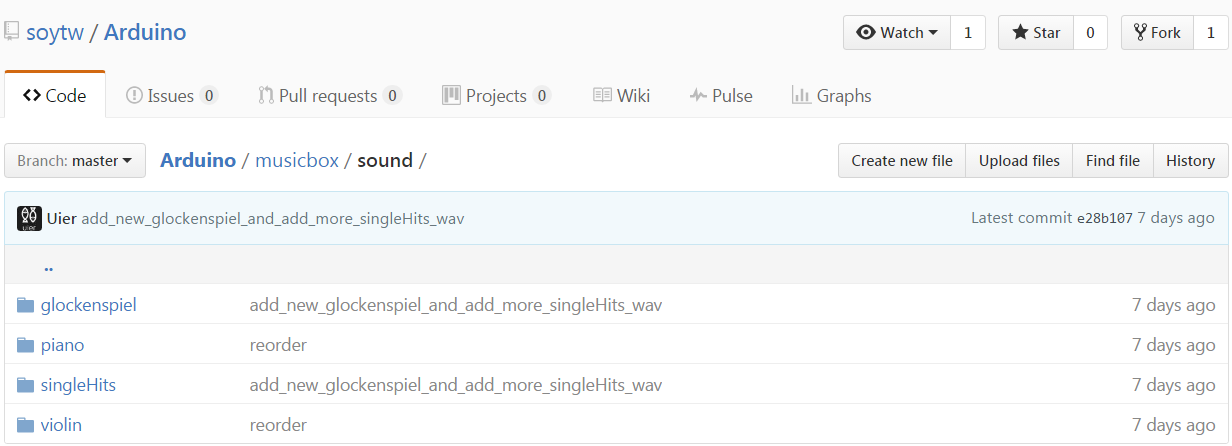 soytw / Arduino Watch 1 Star 0 Fork 1
Code Issues 0 Pull requests 0 Projects 0 Wiki Pulse Graphs
Branch: master Arduino / musicbox / sound / Create new file Upload files Find file History
uier Uier add_new_glockenspiel_and_add_more_singleHits_wav Latest commit e28b107 7 days ago
..
glockenspiel add_new_glockenspiel_and_add_more_singleHits_wav 7 days ago
piano reorder 7 days ago
singleHits add_new_glockenspiel_and_add_more_singleHits_wav 7 days ago
violin reorder 7 days ago